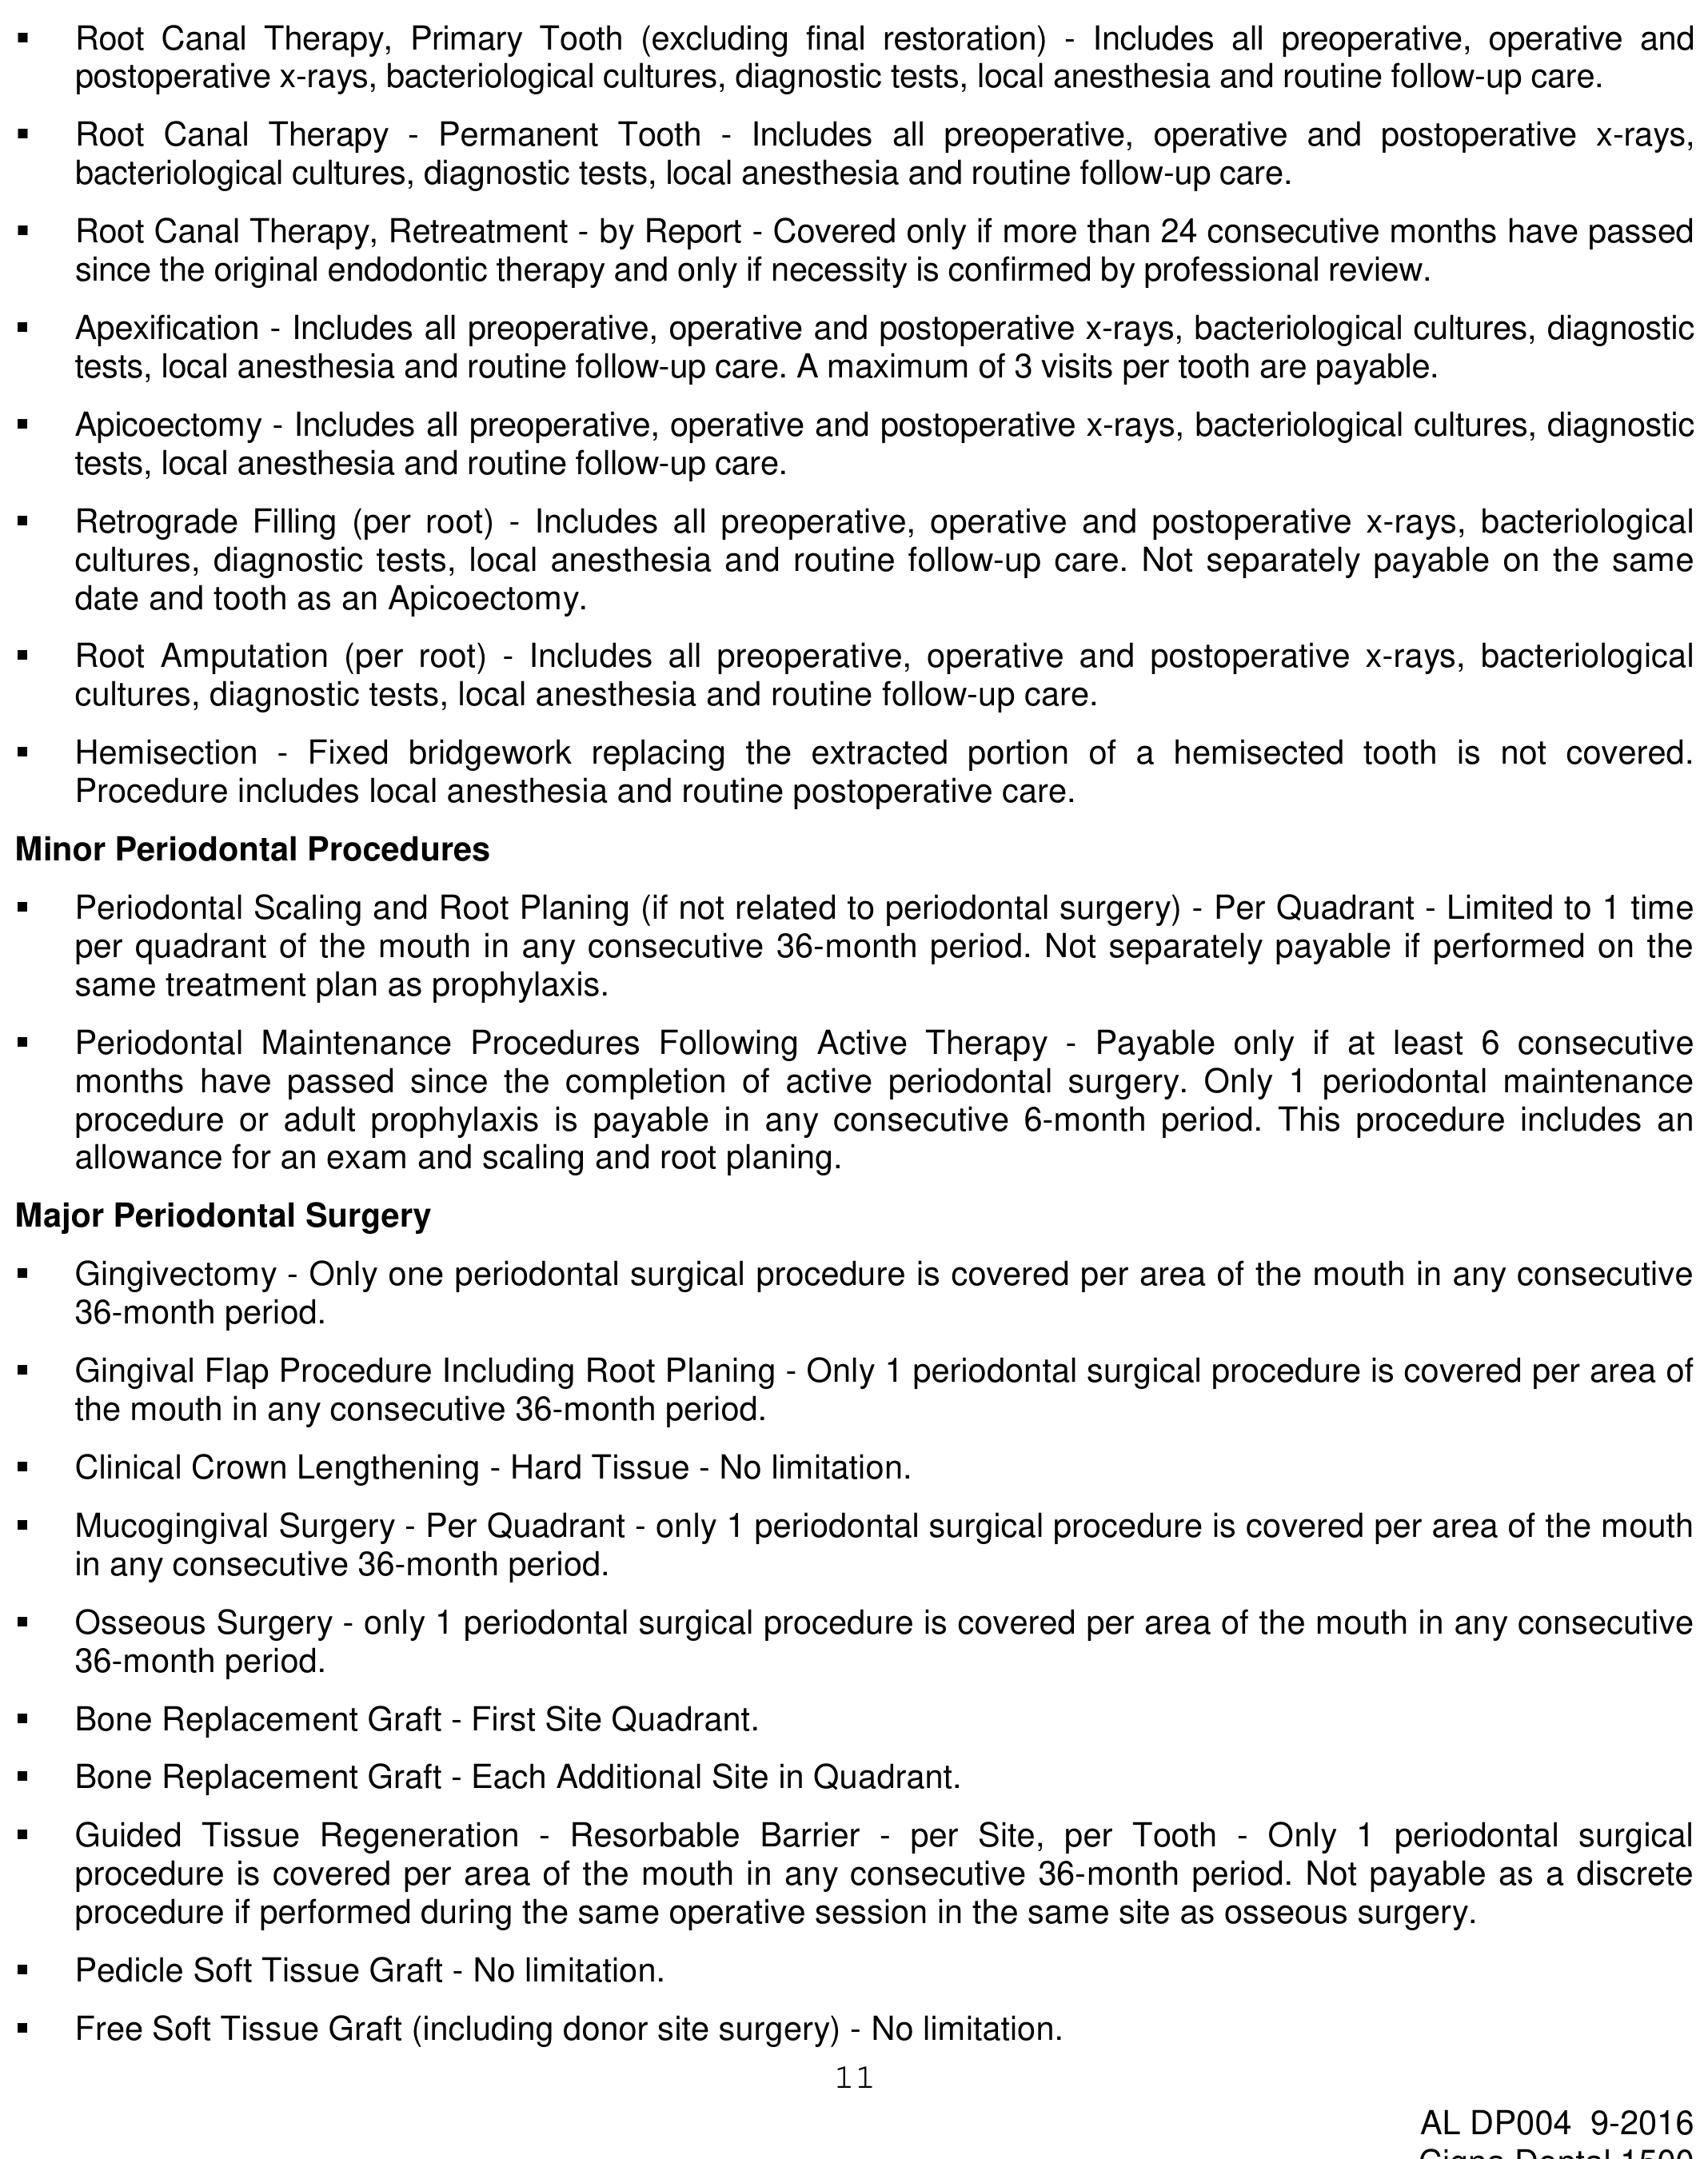 ▪ Root Canal Therapy, Primary Tooth (excluding final restoration) - Includes all preoperative, operative and
postoperative x-rays, bacteriological cultures, diagnostic tests, local anesthesia and routine follow-up care.
▪ Root Canal Therapy - Permanent Tooth - Includes all preoperative, operative and postoperative x-rays,
bacteriological cultures, diagnostic tests, local anesthesia and routine follow-up care.
▪ Root Canal Therapy, Retreatment - by Report - Covered only if more than 24 consecutive months have passed
since the original endodontic therapy and only if necessity is confirmed by professional review.
▪ Apexification - Includes all preoperative, operative and postoperative x-rays, bacteriological cultures, diagnostic
tests, local anesthesia and routine follow-up care. A maximum of 3 visits per tooth are payable.
▪ Apicoectomy - Includes all preoperative, operative and postoperative x-rays, bacteriological cultures, diagnostic
tests, local anesthesia and routine follow-up care.
▪ Retrograde Filling (per root) - Includes all preoperative, operative and postoperative x-rays, bacteriological
cultures, diagnostic tests, local anesthesia and routine follow-up care. Not separately payable on the same
date and tooth as an Apicoectomy.
▪ Root Amputation (per root) - Includes all preoperative, operative and postoperative x-rays, bacteriological
cultures, diagnostic tests, local anesthesia and routine follow-up care.
▪ Hemisection - Fixed bridgework replacing the extracted portion of a hemisected tooth is not covered.
Procedure includes local anesthesia and routine postoperative care.
Minor Periodontal Procedures
▪ Periodontal Scaling and Root Planing (if not related to periodontal surgery) - Per Quadrant - Limited to 1 time
per quadrant of the mouth in any consecutive 36-month period. Not separately payable if performed on the
same treatment plan as prophylaxis.
▪ Periodontal Maintenance Procedures Following Active Therapy - Payable only if at least 6 consecutive
months have passed since the completion of active periodontal surgery. Only 1 periodontal maintenance
procedure or adult prophylaxis is payable in any consecutive 6-month period. This procedure includes an
allowance for an exam and scaling and root planing.
Major Periodontal Surgery
▪ Gingivectomy - Only one periodontal surgical procedure is covered per area of the mouth in any consecutive
36-month period.
▪ Gingival Flap Procedure Including Root Planing - Only 1 periodontal surgical procedure is covered per area of
the mouth in any consecutive 36-month period.
▪ Clinical Crown Lengthening - Hard Tissue - No limitation.
▪ Mucogingival Surgery - Per Quadrant - only 1 periodontal surgical procedure is covered per area of the mouth
in any consecutive 36-month period.
▪ Osseous Surgery - only 1 periodontal surgical procedure is covered per area of the mouth in any consecutive
36-month period.
▪ Bone Replacement Graft - First Site Quadrant.
▪ Bone Replacement Graft - Each Additional Site in Quadrant.
▪ Guided Tissue Regeneration - Resorbable Barrier - per Site, per Tooth - Only 1 periodontal surgical
procedure is covered per area of the mouth in any consecutive 36-month period. Not payable as a discrete
procedure if performed during the same operative session in the same site as osseous surgery.
▪ Pedicle Soft Tissue Graft - No limitation.
▪ Free Soft Tissue Graft (including donor site surgery) - No limitation.
11
AL DP004 9-2016
Cigna Dental 1500